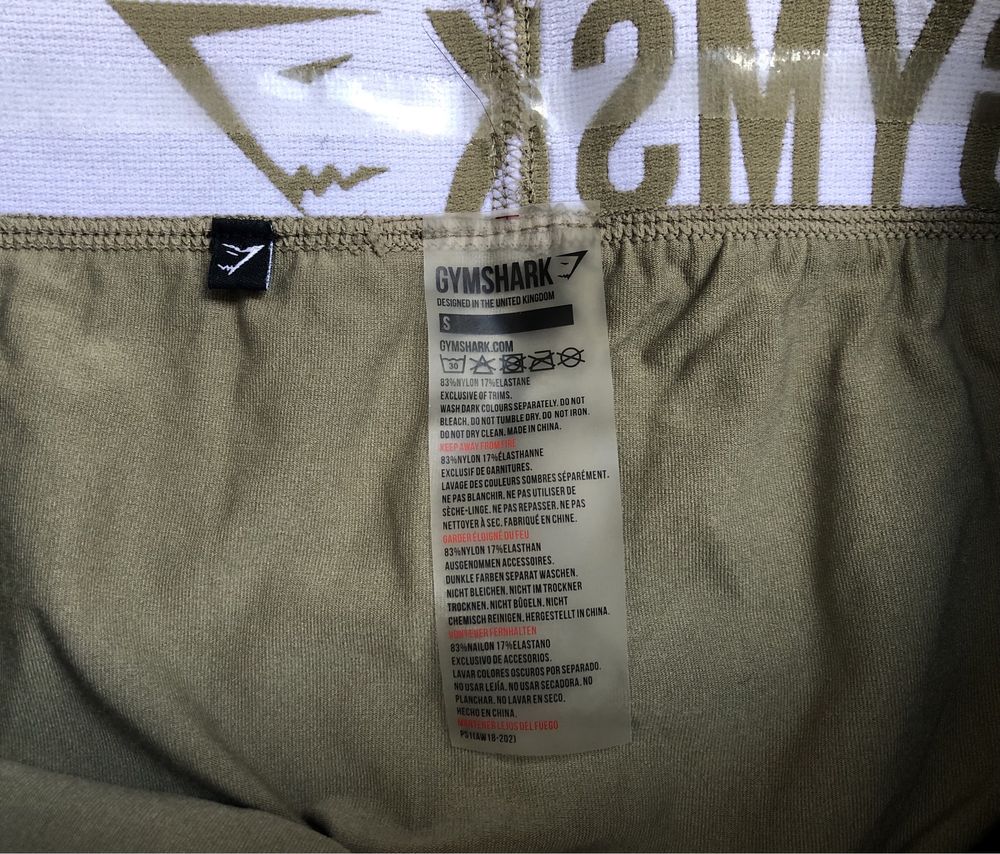 KSMYS
GYMSHARK
DESIGNED IN THE UNITED KINGDOM
S
GYMSHARK.COM
30
83%NYLON 17%ELASTANE
EXCLUSIVE OF TRIMS.
WASH DARK COLOURS SEPARATELY. DO NOT
BLEACH. DO NOT TUMBLE DRY. DO NOT IRON.
DO NOT DRY CLEAN. MADE IN CHINA.
KEEP AWAY FROM FIRE
83%NYLON 17%ÉLASTHANNE
EXCLUSIF DE GARNITURES.
LAVAGE DES COULEURS SOMBRES SÉPARÉMENT.
NE PAS BLANCHIR. NE PAS UTILISER DE
SÈCHE-LINGE. NE PAS REPASSER. NE PAS
NETTOYER À SEC. FABRIQUÉ EN CHINE.
GARDER ÉLOIGNÉ DU FEU
83%NYLON 17%ELASTHAN
AUSGENOMMEN ACCESSOIRES.
DUNKLE FARBEN SEPARAT WASCHEN.
NICHT BLEICHEN. NICHT IM TROCKNER
TROCKNEN. NICHT BÜGELN. NICHT
CHEMISCH REINIGEN. HERGESTELLT IN CHINA.
VON FEUER FERNHALTEN
83%NAILON 17%ELASTANO
EXCLUSIVO DE ACCESORIOS.
LAVAR COLORES OSCUROS POR SEPARADO.
NO USAR LEJÍA. NO USAR SECADORA. NO
PLANCHAR. NO LAVAR EN SECO.
HECHO EN CHINA.
MANTENER LEJOS DEL FUEGO
PS1(AW18-202)